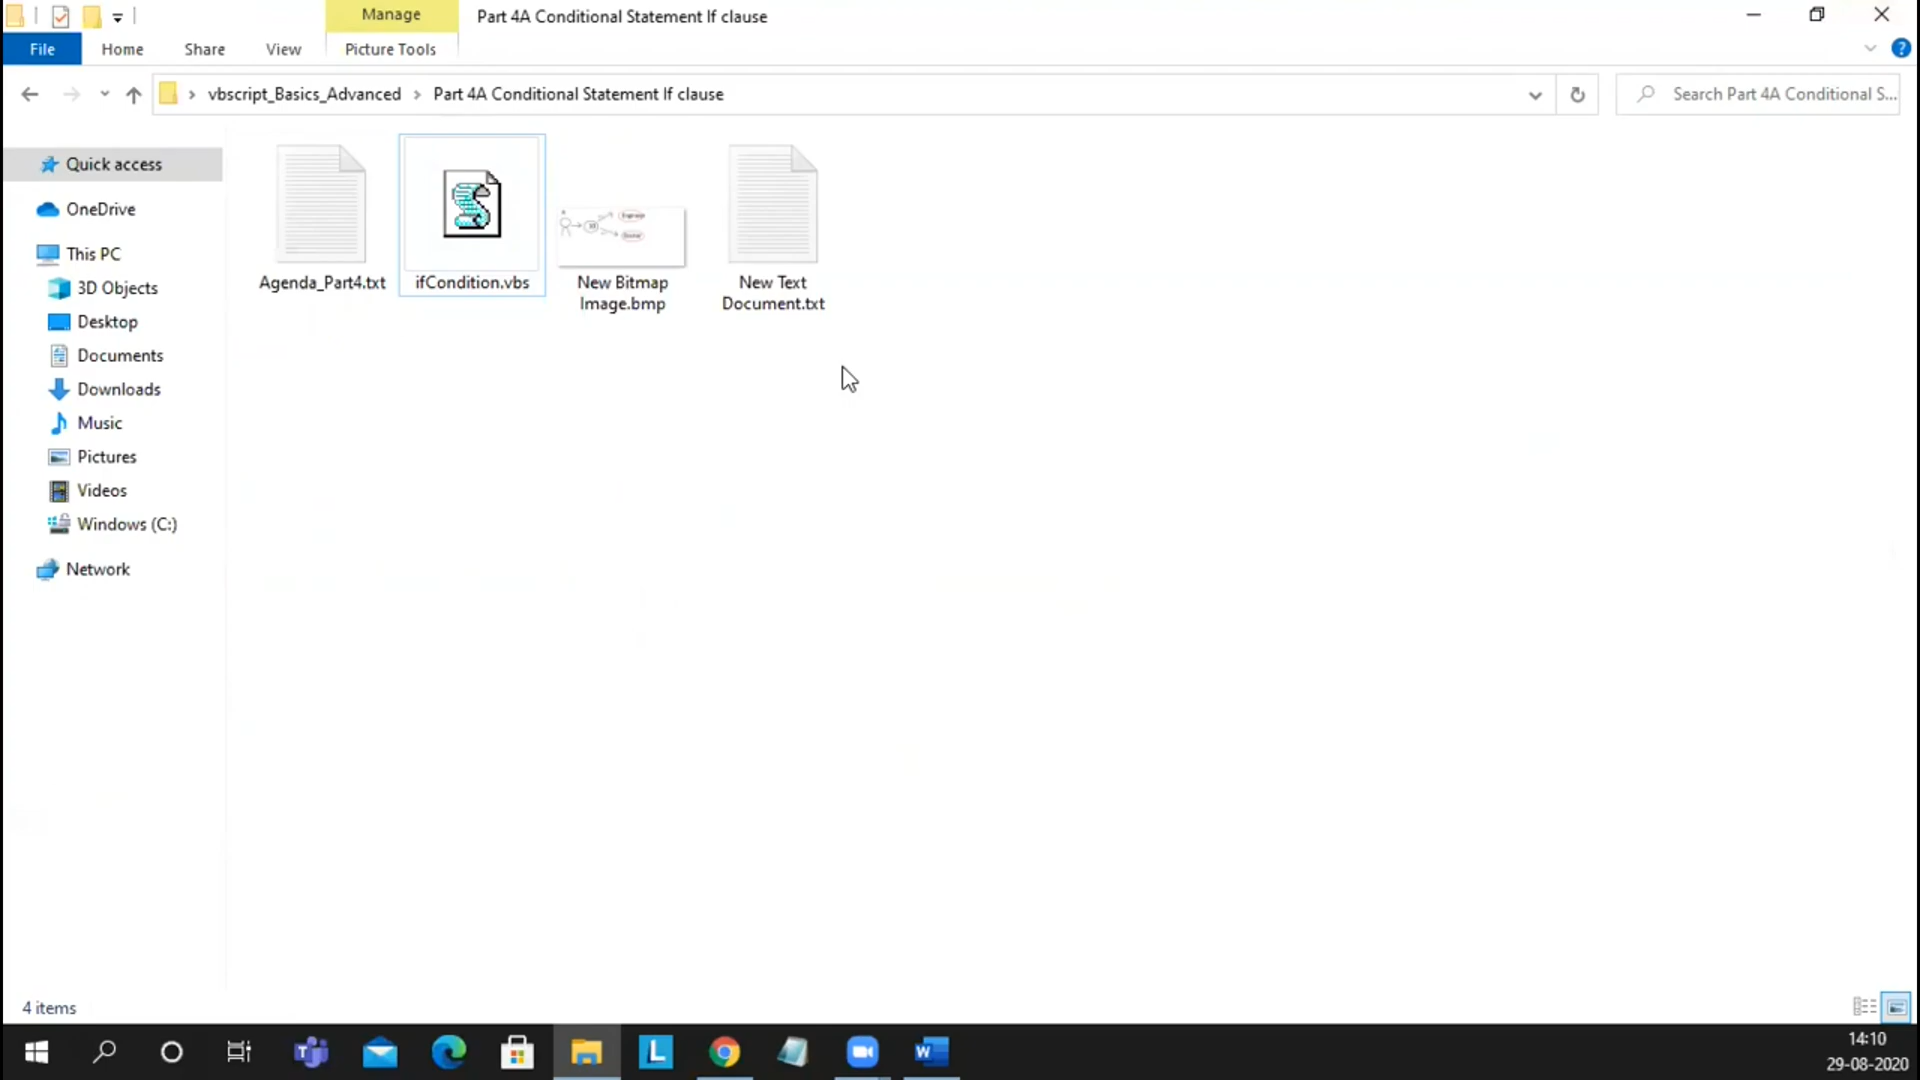 Manage
Part 4A Conditional Statement If clause
File
Home
Share
View
Picture Tools
vbscript_Basics_Advanced
Part 4A Conditional Statement If clause
Search Part 4A Conditional S...
Quick access
OneDrive
This PC
3D Objects
Desktop
Documents
Downloads
Music
Pictures
Videos
Windows (C:)
Network
Agenda_Part4.txt
ifCondition.vbs
New Bitmap
Image.bmp
New Text
Document.txt
4 items
14:10
29-08-2020